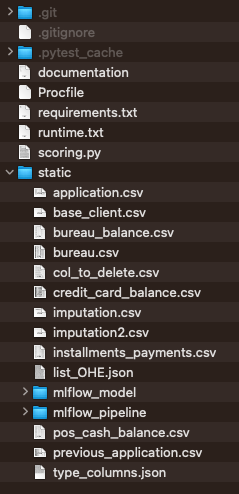 .git
.gitignore
.pytest_cache
documentation
Procfile
requirements.txt
runtime.txt
scoring.py
static
application.csv
base_client.csv
bureau_balance.csv
bureau.csv
col_to_delete.csv
credit_card_balance.csv
imputation.csv
imputation2.csv
installments_payments.csv
list_OHE.json
mlflow_model
mlflow_pipeline
pos_cash_balance.csv
previous_application.csv
type_columns.json